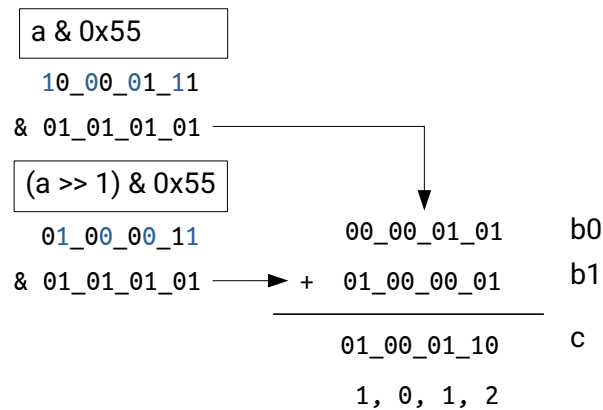 a & 0x55
10_00_01_11
& 01_01_01_01
(a >> 1) & 0x55
01_00_00_11
& 01_01_01_01
00_00_01_01 b0
+ 01_00_00_01 b1
01_00_01_10 c
1, 0, 1, 2